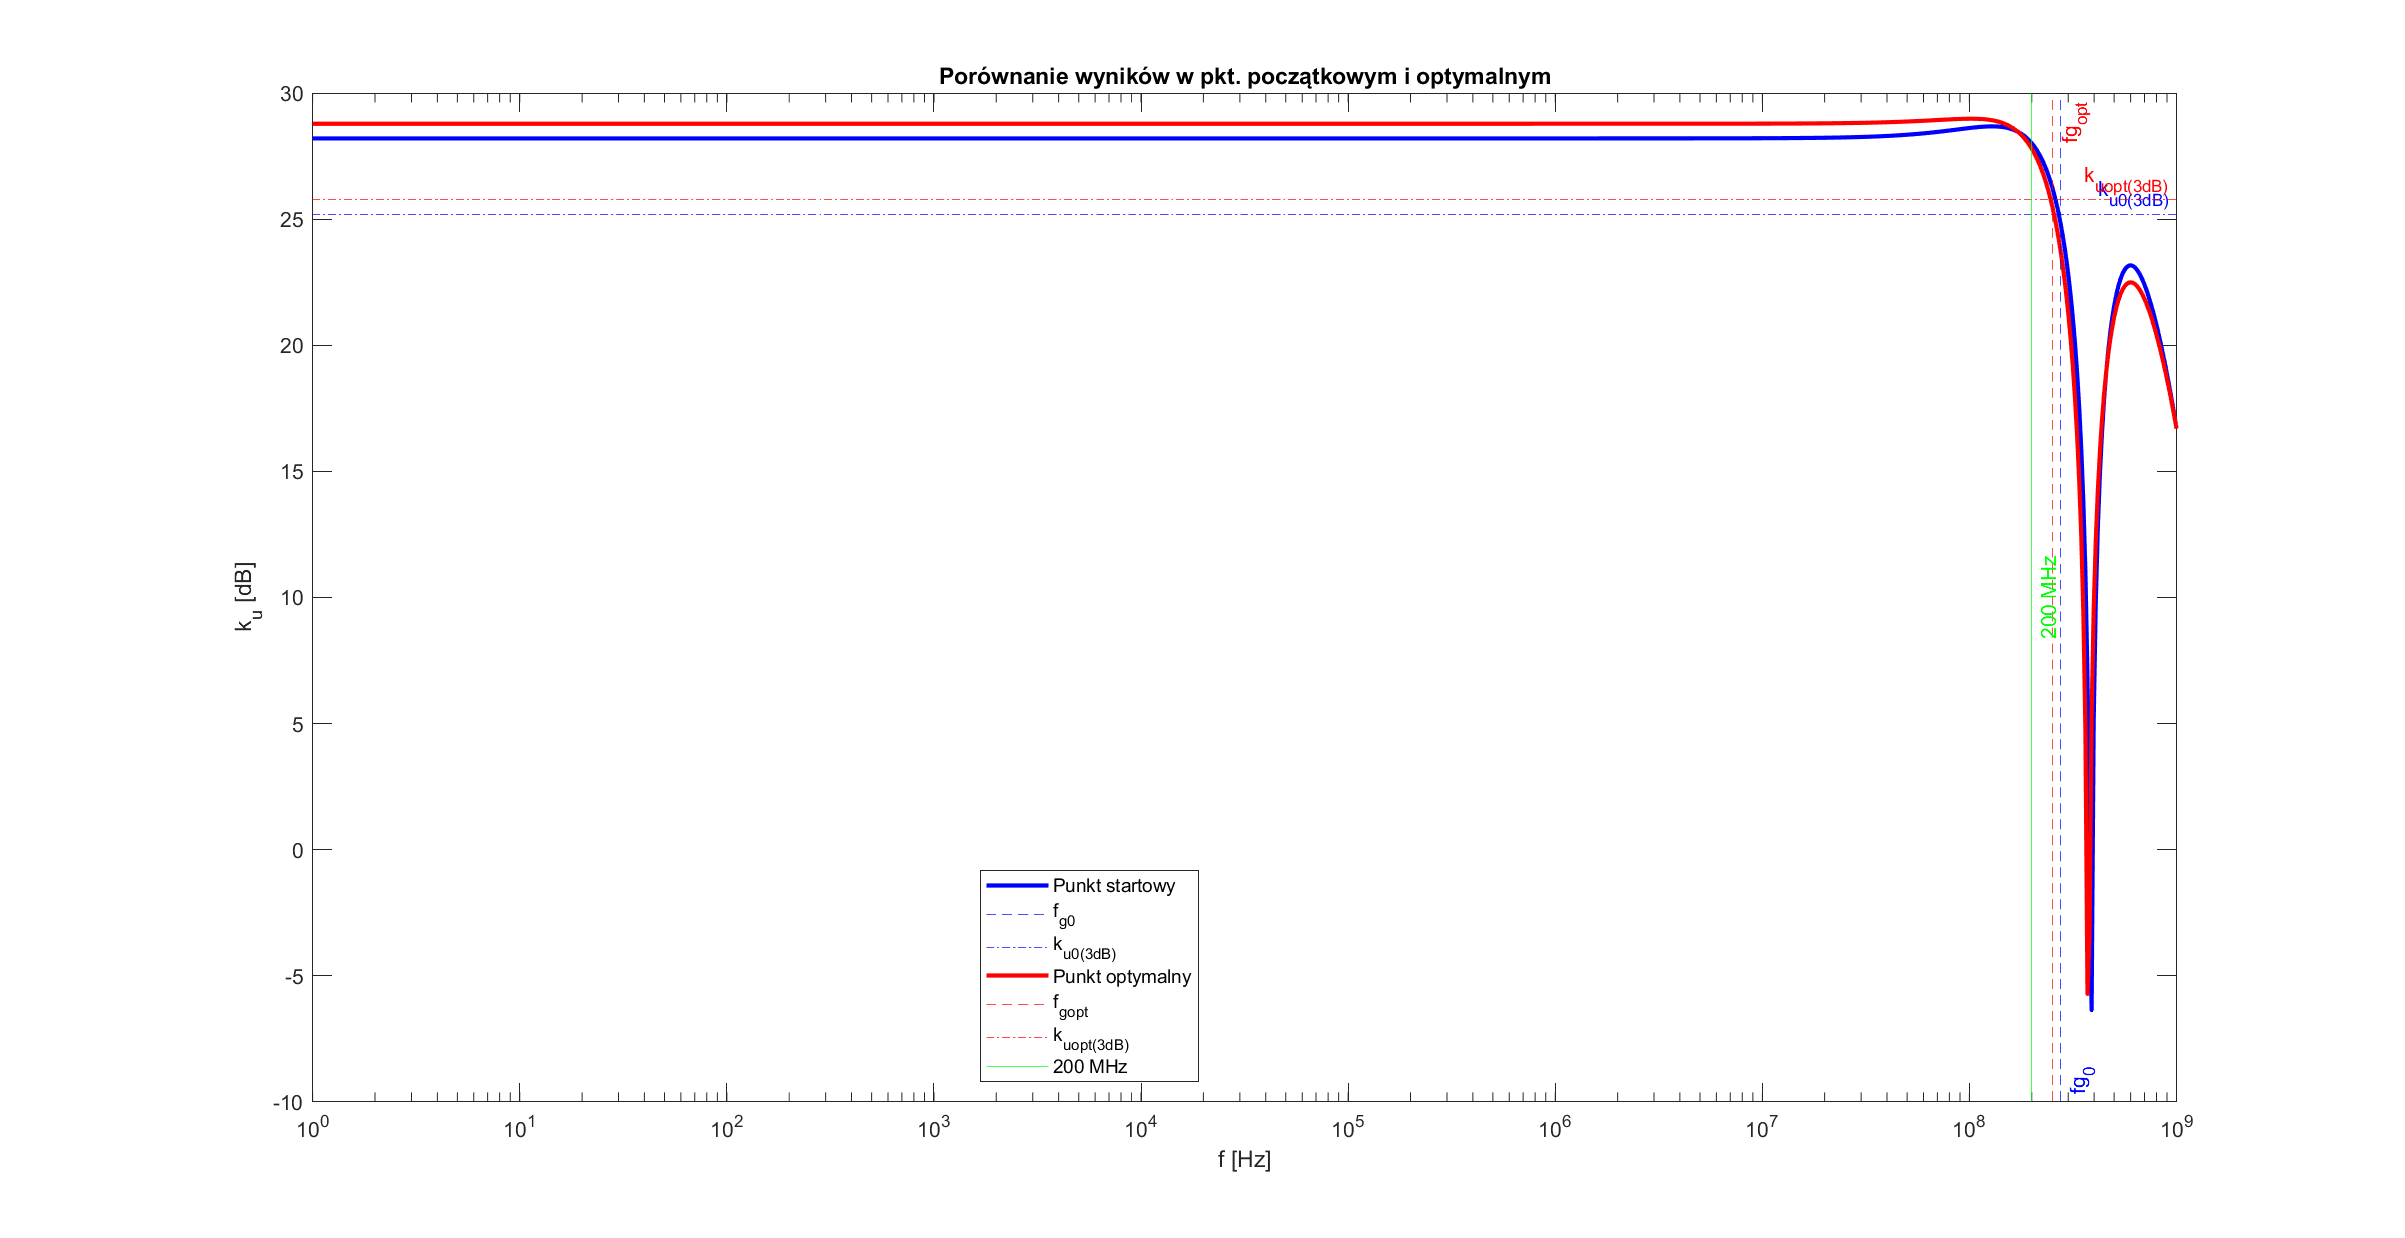 Porównanie wyników w pkt. początkowym i optymalnym
30
25
20
15
10
5
0
-5
-10
k_u [dB]
fg_opt
k_uopt(3dB)
k_u0(3dB)
200 MHz
fg_0
Punkt startowy
f_g0
k_u0(3dB)
Punkt optymalny
f_gopt
k_uopt(3dB)
200 MHz
10^0 10^1 10^2 10^3 10^4 10^5 10^6 10^7 10^8 10^9
f [Hz]